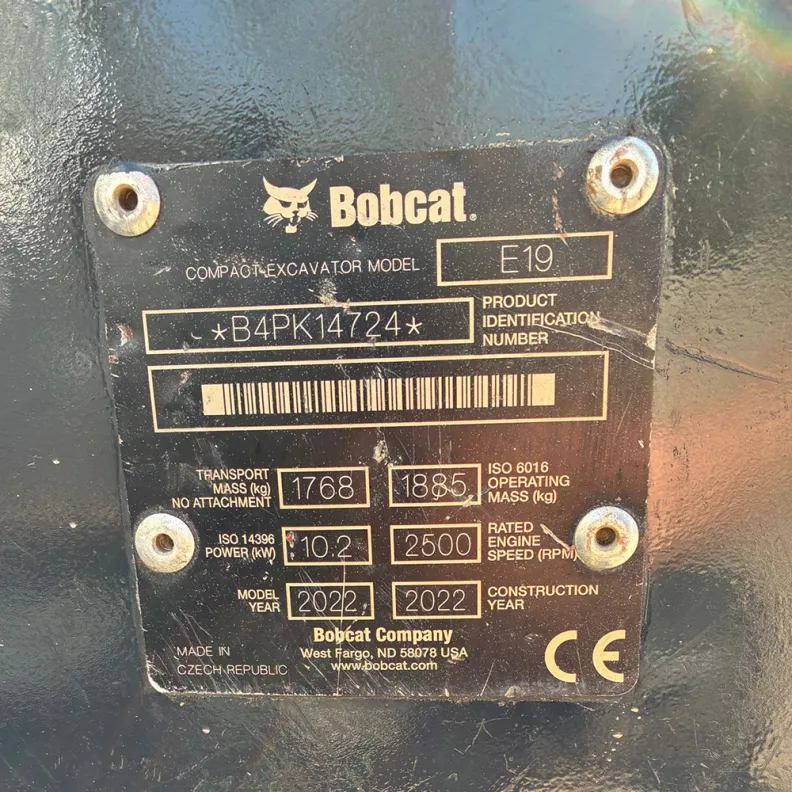 Bobcat®
COMPACT EXCAVATOR MODEL E19
*B4PK14724*
PRODUCT
IDENTIFICATION
NUMBER
TRANSPORT
MASS (kg)
NO ATTACHMENT
1768
1885
ISO 6016
OPERATING
MASS (kg)
ISO 14396
POWER (kW)
10.2
2500
RATED
ENGINE
SPEED (RPM)
MODEL
YEAR
2022
2022
CONSTRUCTION
YEAR
Bobcat Company
West Fargo, ND 58078 USA
www.bobcat.com
MADE IN
CZECH REPUBLIC
CE